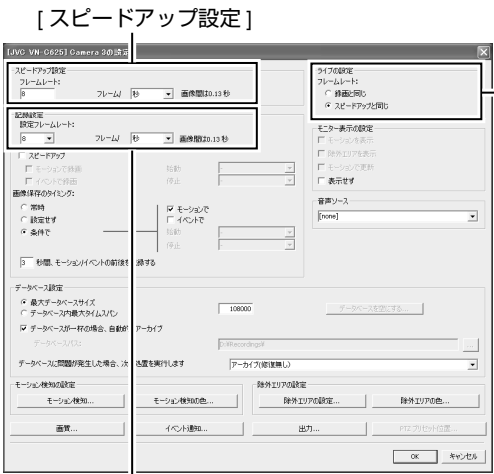 [スピードアップ設定]
[JVC VN-C625] Camera 3の設定
スピードアップ設定
フレームレート:
8 フレーム/ 秒 画像間は0.13 秒
記録設定
設定フレームレート:
8 フレーム/ 秒 画像間は0.13 秒
スピードアップ
モーションで録画 始動
イベントで録画 停止
画像保存のタイミング:
常時
設定せず
条件で
モーションで
イベントで
始動
停止
3 秒間、モーション/イベントの前後を記録する
ライブの設定
フレームレート:
録画と同じ
スピードアップと同じ
モニター表示の設定
モーションを表示
除外エリアを表示
モーションで更新
表示せず
音声ソース
[none]
データベース設定
最大データベースサイズ 108000 データベースを空にする...
データベース内最大タイムスパン
データベースが一杯の場合、自動的 アーカイブ
データベースパス: D:¥Recordings¥ ...
データベースに問題が発生した場合、次 処置を実行します アーカイブ(修復無し)
モーション検知の設定
モーション検知... モーション検知の色...
除外エリアの設定
除外エリアの設定... 除外エリアの色...
画質... イベント通知... 出力... PTZ プリセット位置...
OK キャンセル